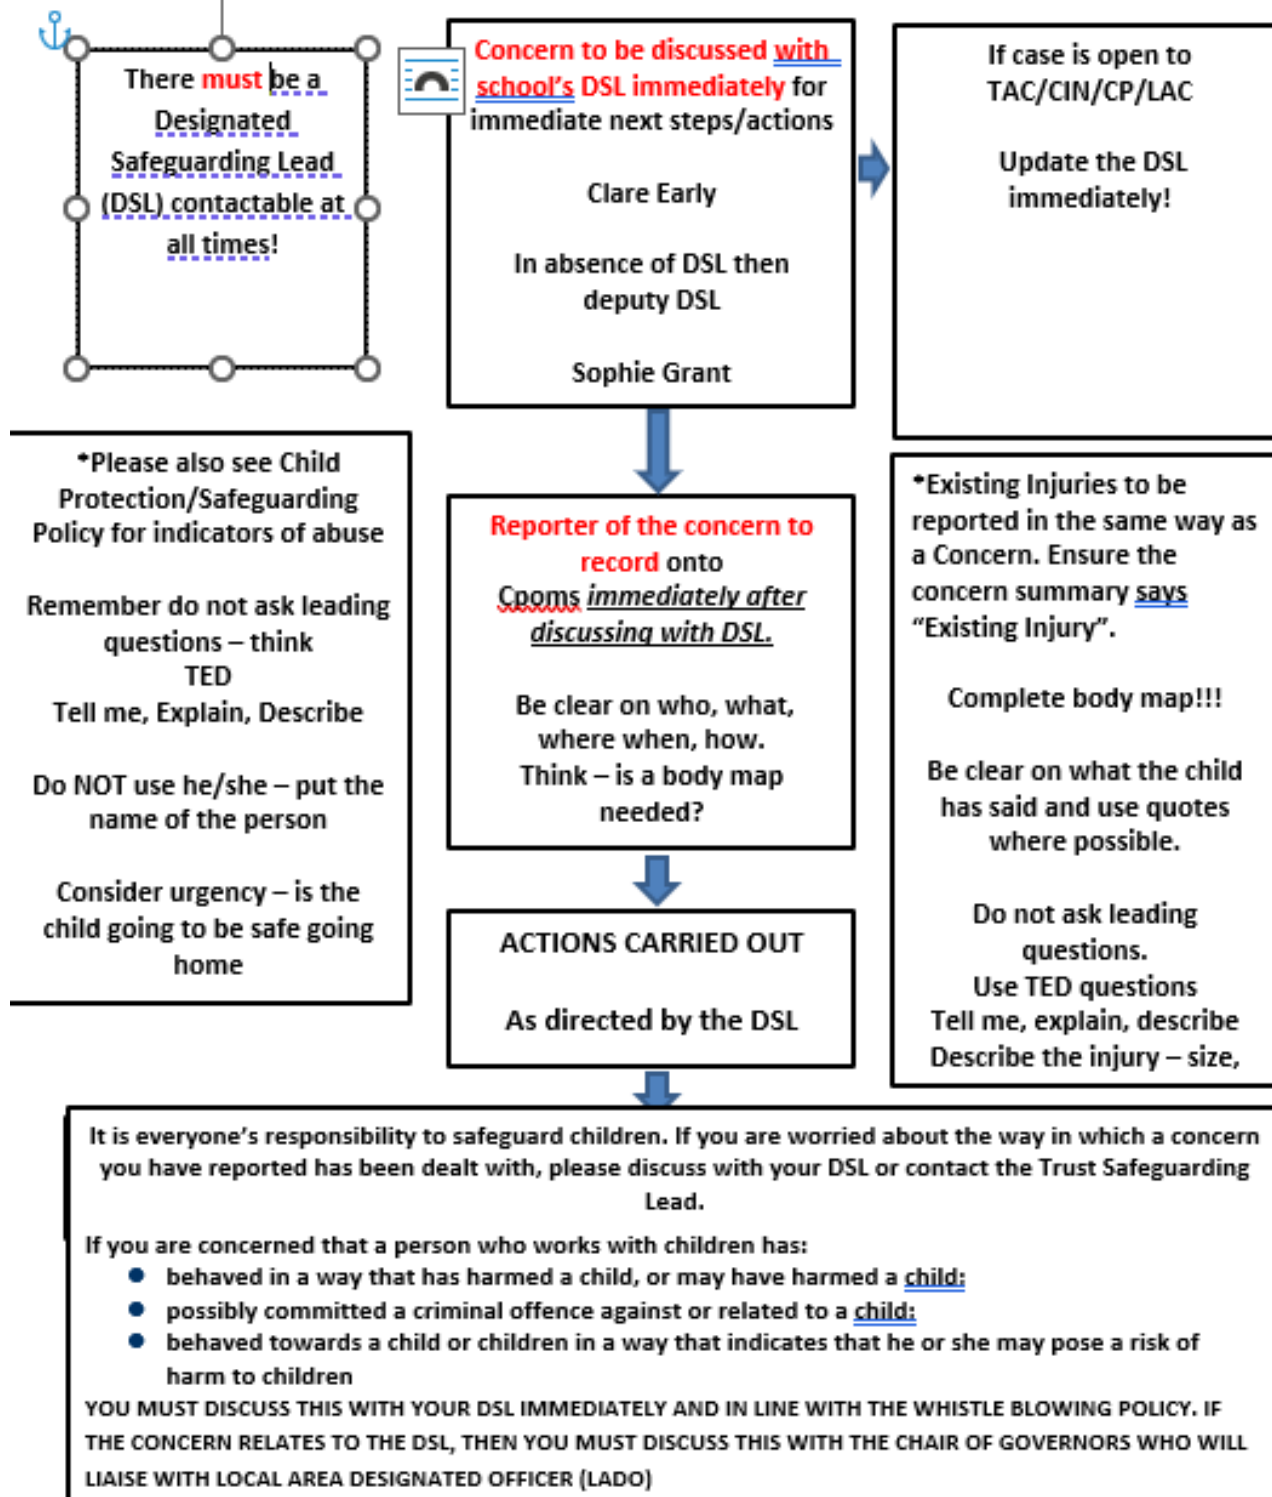 There must be a
Designated
Safeguarding Lead
(DSL) contactable at
all times!
Concern to be discussed with
school's DSL immediately for
immediate next steps/actions
Clare Early
In absence of DSL then
deputy DSL
Sophie Grant
If case is open to
TAC/CIN/CP/LAC
Update the DSL
immediately!
*Please also see Child
Protection/Safeguarding
Policy for indicators of abuse
Remember do not ask leading
questions – think
TED
Tell me, Explain, Describe
Do NOT use he/she – put the
name of the person
Consider urgency – is the
child going to be safe going
home
Reporter of the concern to
record onto
Cpoms immediately after
discussing with DSL.
Be clear on who, what,
where when, how.
Think – is a body map
needed?
*Existing Injuries to be
reported in the same way as
a Concern. Ensure the
concern summary says
“Existing Injury”.
Complete body map!!!
Be clear on what the child
has said and use quotes
where possible.
Do not ask leading
questions.
Use TED questions
Tell me, explain, describe
Describe the injury – size,
ACTIONS CARRIED OUT
As directed by the DSL
It is everyone’s responsibility to safeguard children. If you are worried about the way in which a concern
you have reported has been dealt with, please discuss with your DSL or contact the Trust Safeguarding
Lead.
If you are concerned that a person who works with children has:
● behaved in a way that has harmed a child, or may have harmed a child;
● possibly committed a criminal offence against or related to a child;
● behaved towards a child or children in a way that indicates that he or she may pose a risk of
harm to children
YOU MUST DISCUSS THIS WITH YOUR DSL IMMEDIATELY AND IN LINE WITH THE WHISTLE BLOWING POLICY. IF
THE CONCERN RELATES TO THE DSL, THEN YOU MUST DISCUSS THIS WITH THE CHAIR OF GOVERNORS WHO WILL
LIAISE WITH LOCAL AREA DESIGNATED OFFICER (LADO)